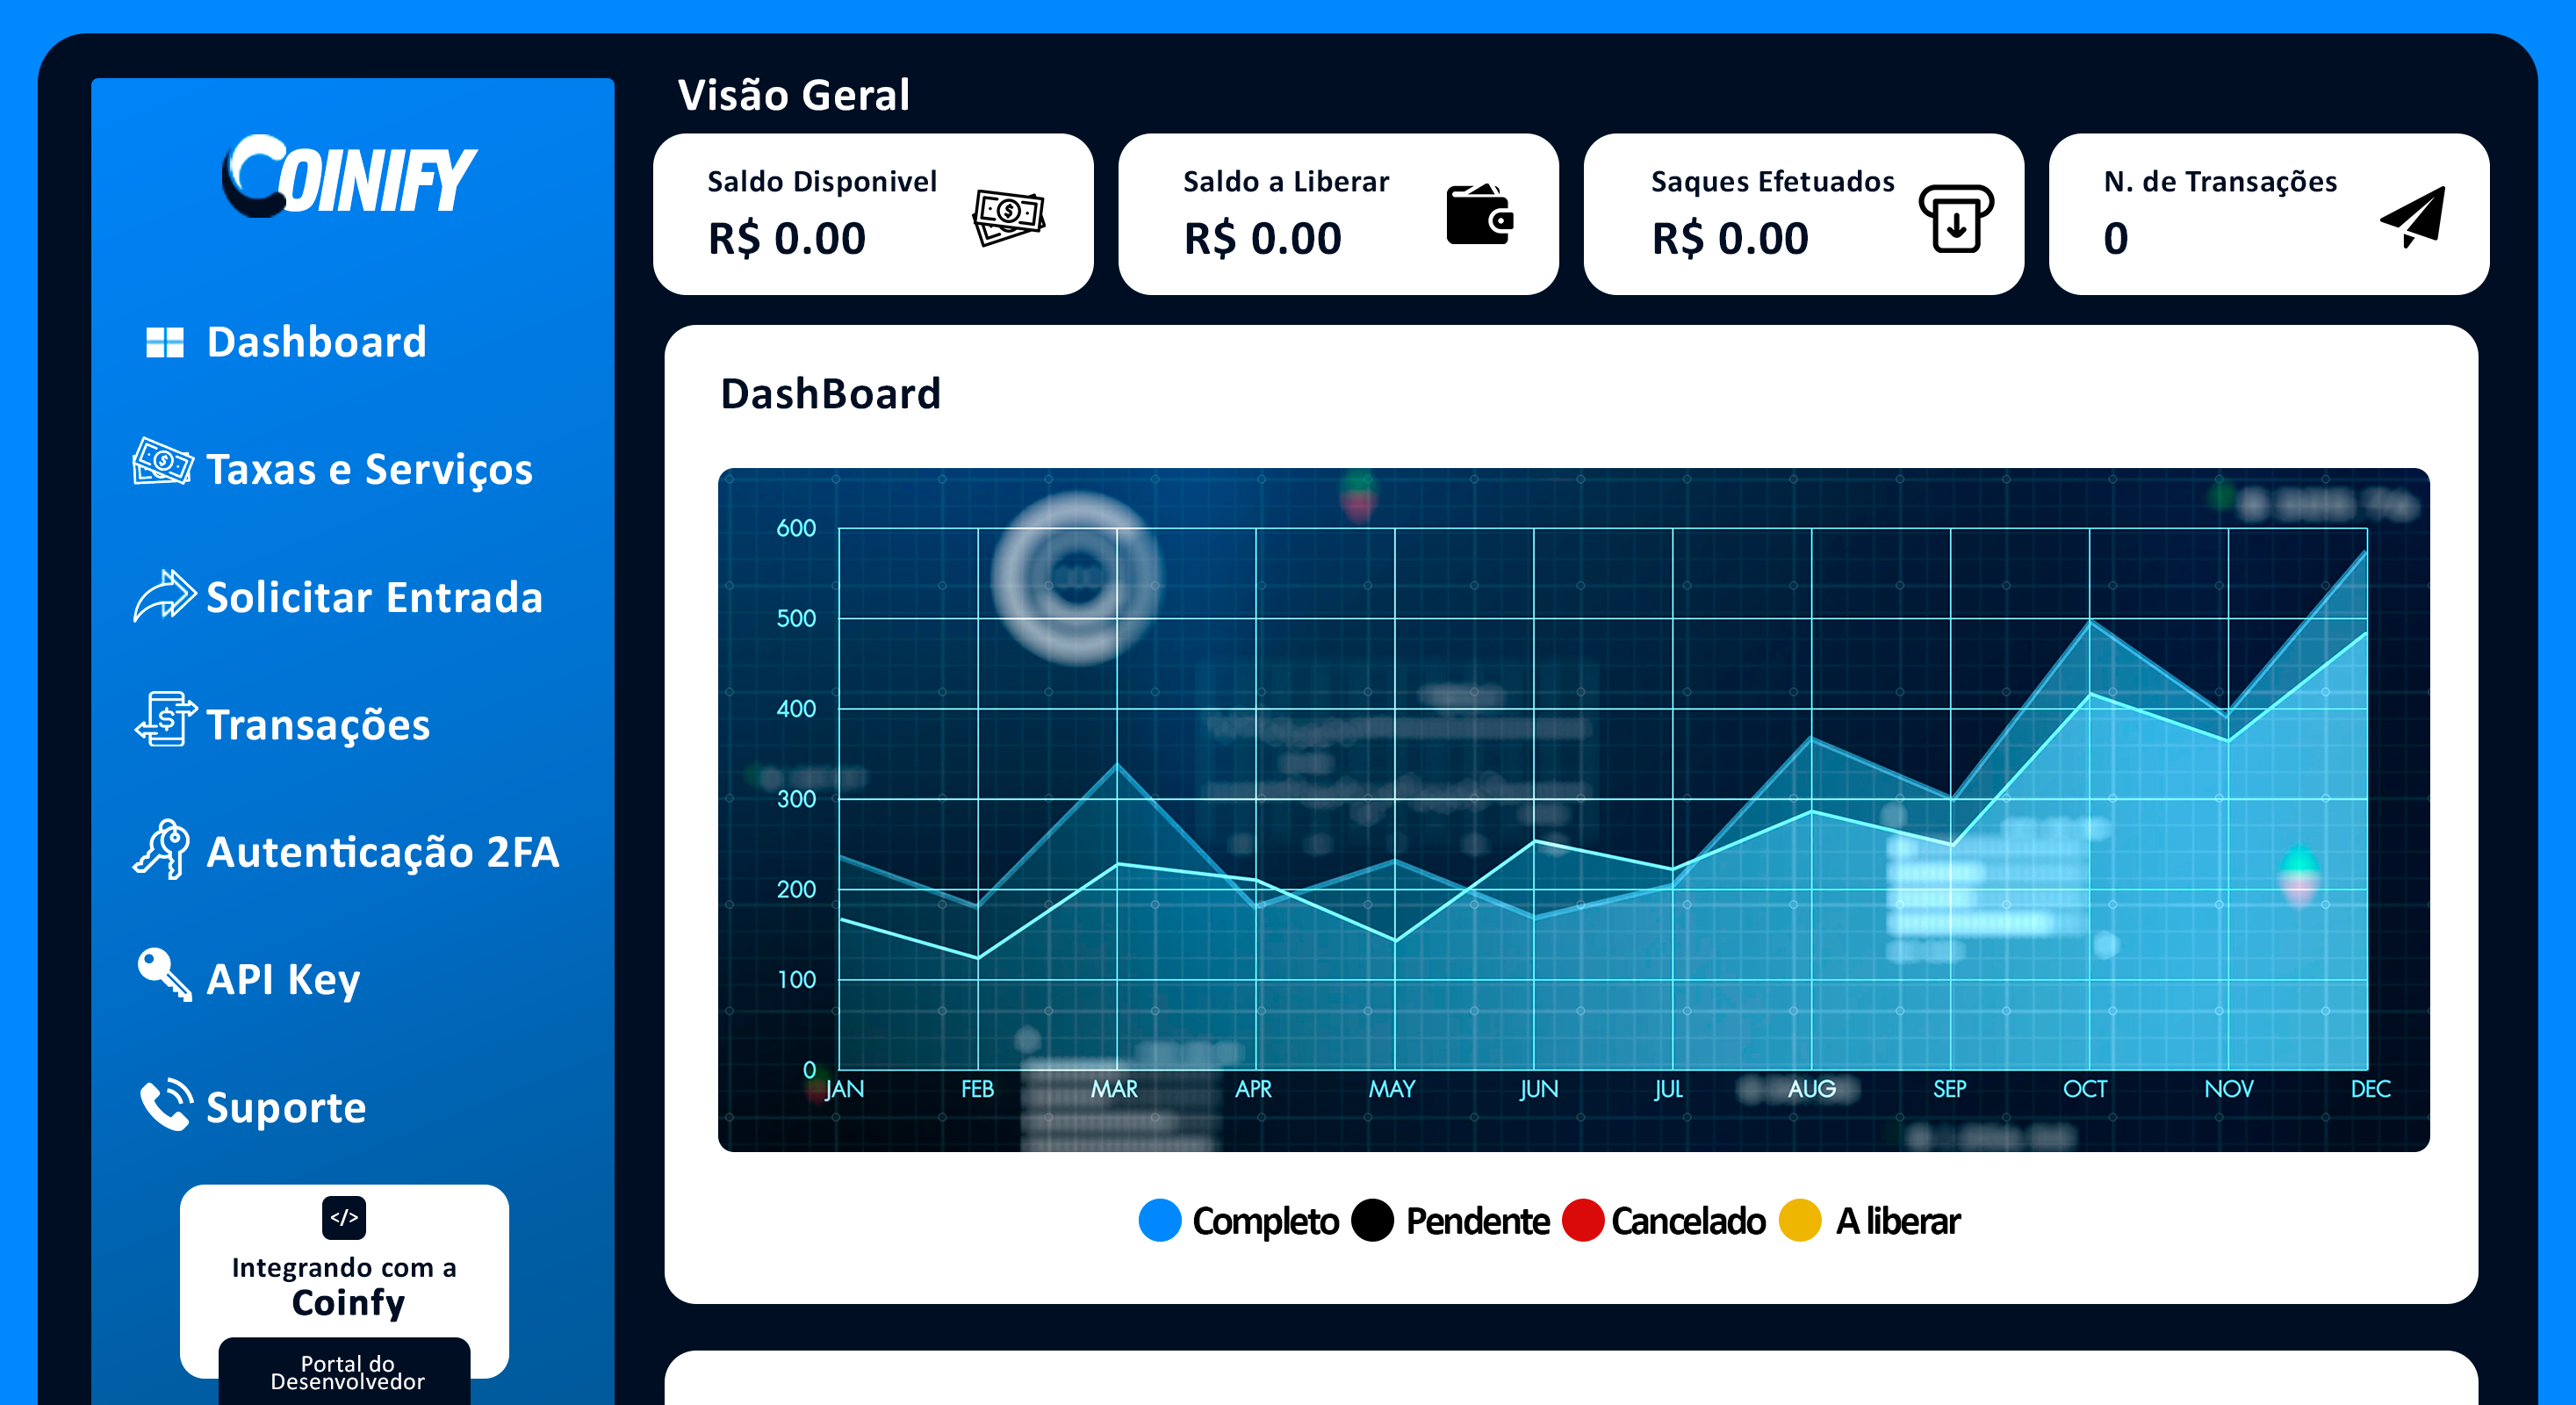 COINIFY
Dashboard
Taxas e Serviços
Solicitar Entrada
Transações
Autenticação 2FA
API Key
Suporte
</>
Integrando com a
Coinfy
Portal do
Desenvolvedor
Visão Geral
Saldo Disponivel
R$ 0.00
Saldo a Liberar
R$ 0.00
Saques Efetuados
R$ 0.00
N. de Transações
0
DashBoard
600
500
400
300
200
100
0
JAN FEB MAR APR MAY JUN JUL AUG SEP OCT NOV DEC
Completo Pendente Cancelado A liberar